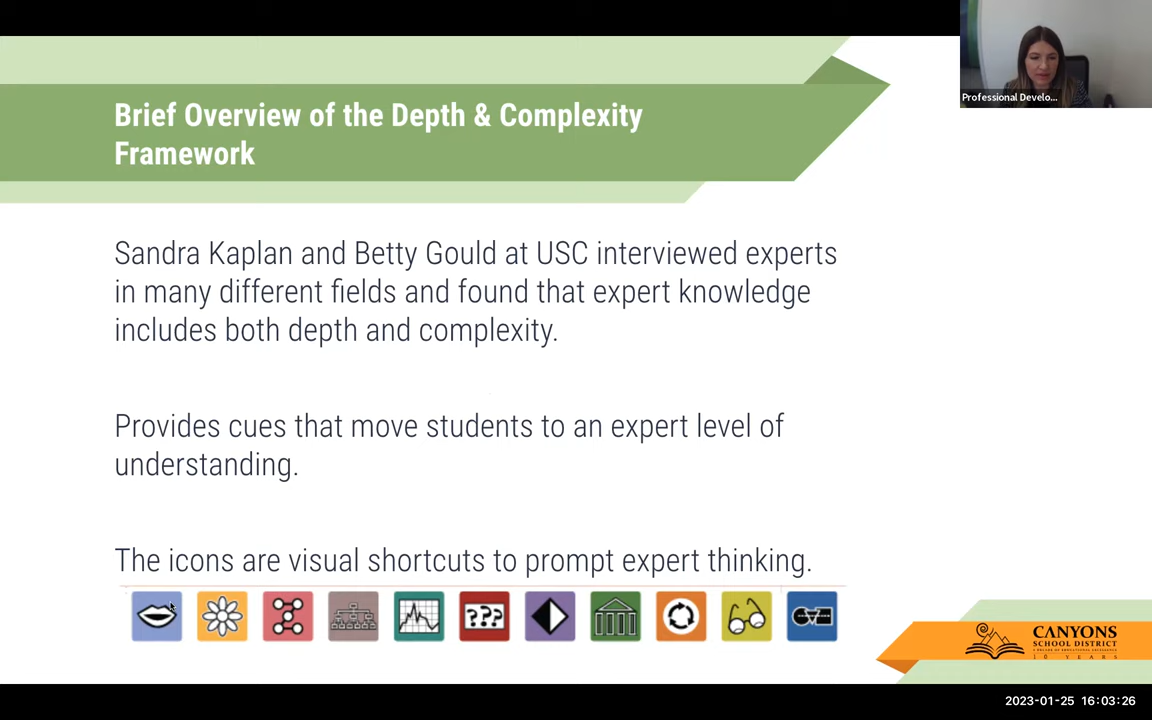 Brief Overview of the Depth & Complexity
Framework
Professional Develo...
Sandra Kaplan and Betty Gould at USC interviewed experts
in many different fields and found that expert knowledge
includes both depth and complexity.
Provides cues that move students to an expert level of
understanding.
The icons are visual shortcuts to prompt expert thinking.
???
CANYONS
SCHOOL DISTRICT
10 YEARS
2023-01-25 16:03:26